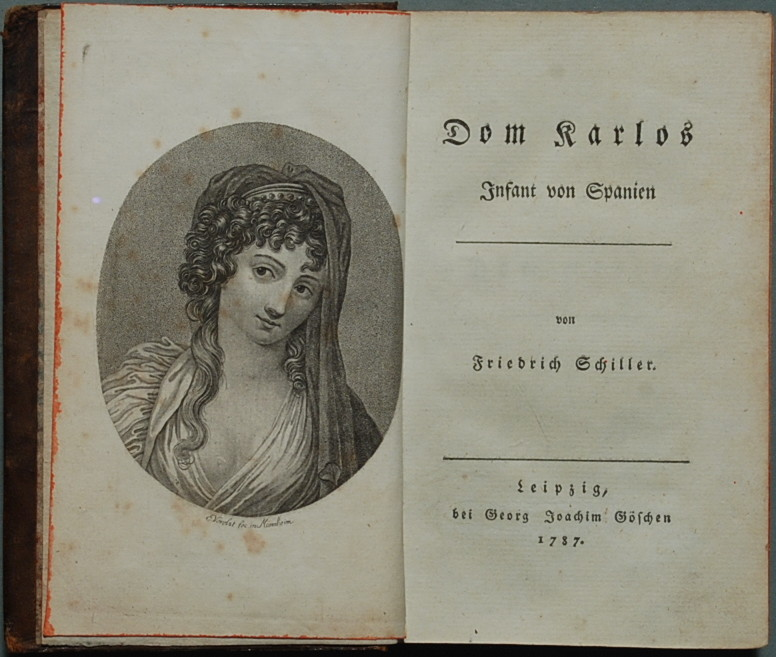 Dom Karlos
Infant von Spanien
von
Friedrich Schiller.
Leipzig,
bei Georg Joachim Göschen
1787.